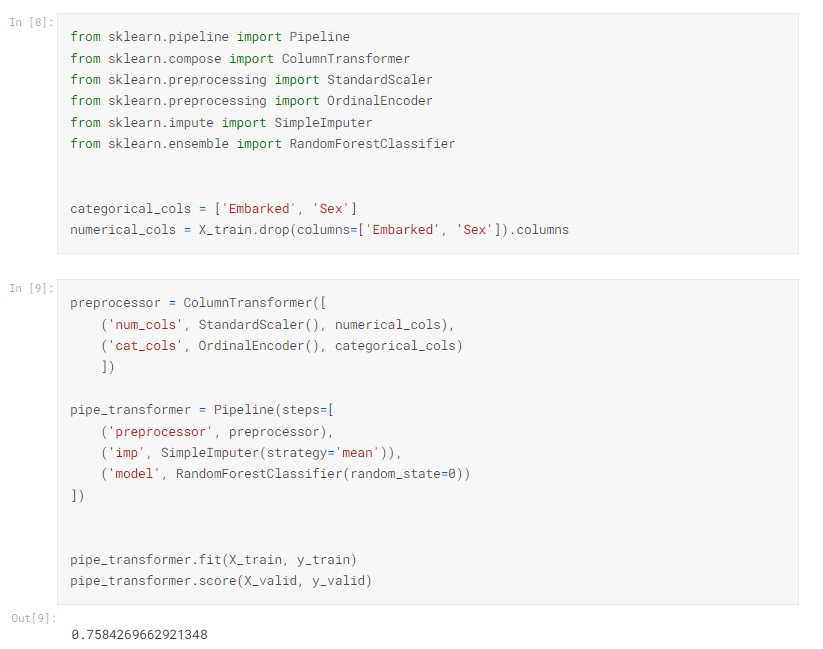 In [8]:
from sklearn.pipeline import Pipeline
from sklearn.compose import ColumnTransformer
from sklearn.preprocessing import StandardScaler
from sklearn.preprocessing import OrdinalEncoder
from sklearn.impute import SimpleImputer
from sklearn.ensemble import RandomForestClassifier
categorical_cols = ['Embarked', 'Sex']
numerical_cols = X_train.drop(columns=['Embarked', 'Sex']).columns
In [9]:
preprocessor = ColumnTransformer([
    ('num_cols', StandardScaler(), numerical_cols),
    ('cat_cols', OrdinalEncoder(), categorical_cols)
    ])
pipe_transformer = Pipeline(steps=[
    ('preprocessor', preprocessor),
    ('imp', SimpleImputer(strategy='mean')),
    ('model', RandomForestClassifier(random_state=0))
])
pipe_transformer.fit(X_train, y_train)
pipe_transformer.score(X_valid, y_valid)
Out[9]:
0.7584269662921348